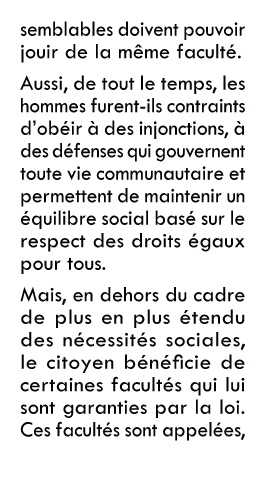 semblables doivent pouvoir
jouir de la même faculté.
Aussi, de tout le temps, les
hommes furent-ils contraints
d'obéir à des injonctions, à
des défenses qui gouvernent
toute vie communautaire et
permettent de maintenir un
équilibre social basé sur le
respect des droits égaux
pour tous.
Mais, en dehors du cadre
de plus en plus étendu
des nécessités sociales,
le citoyen bénéficie de
certaines facultés qui lui
sont garanties par la loi.
Ces facultés sont appelées,